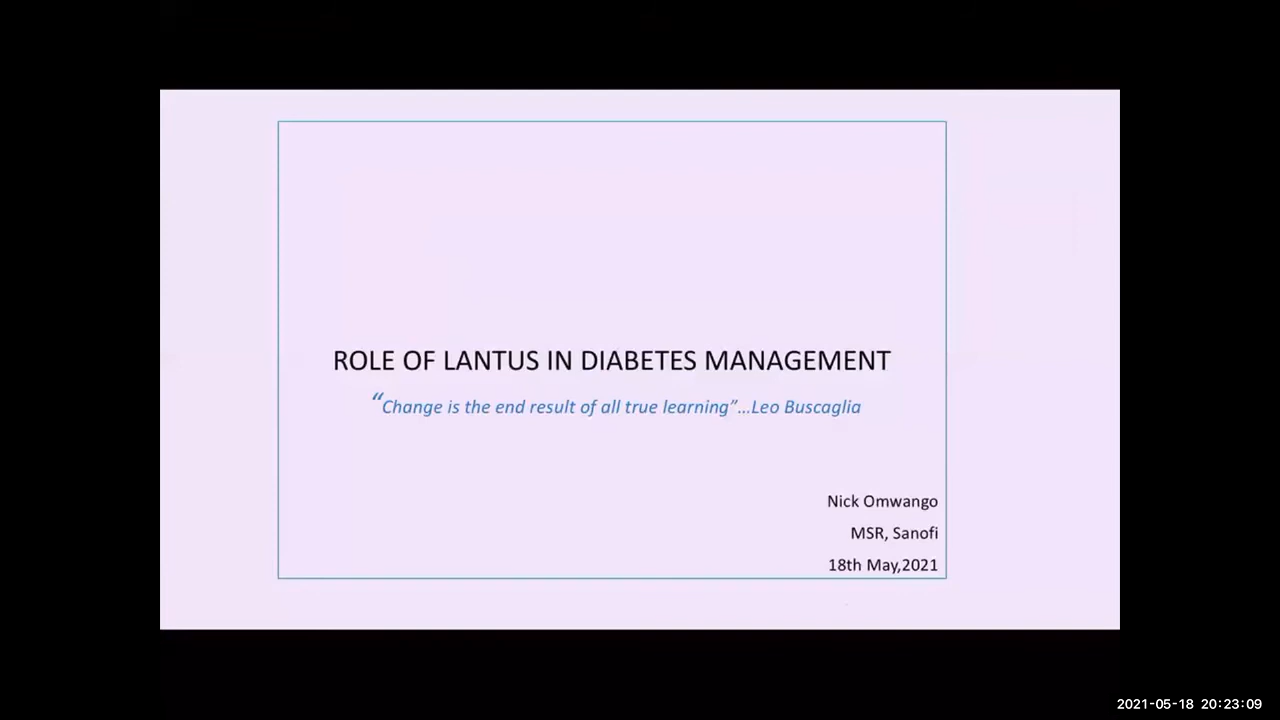 ROLE OF LANTUS IN DIABETES MANAGEMENT
“Change is the end result of all true learning”...Leo Buscaglia
Nick Omwango
MSR, Sanofi
18th May,2021
2021-05-18 20:23:09